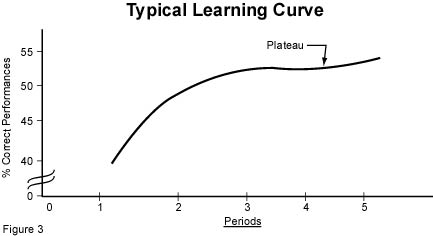 Typical Learning Curve
Plateau
% Correct Performances
55
50
45
40
0
0 1 2 3 4 5
Periods
Figure 3